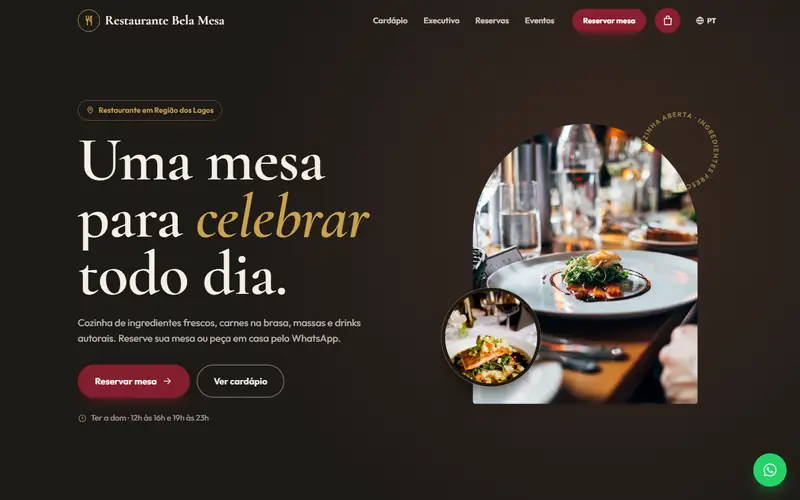 Restaurante Bela Mesa
Cardápio
Executivo
Reservas
Eventos
Reservar mesa
PT
Restaurante em Região dos Lagos
Uma mesa
para celebrar
todo dia.
Cozinha de ingredientes frescos, carnes na brasa, massas e drinks
autorais. Reserve sua mesa ou peça em casa pelo WhatsApp.
Reservar mesa
Ver cardápio
Ter a dom · 12h às 16h e 19h às 23h
ABERTA · INGREDIENTES